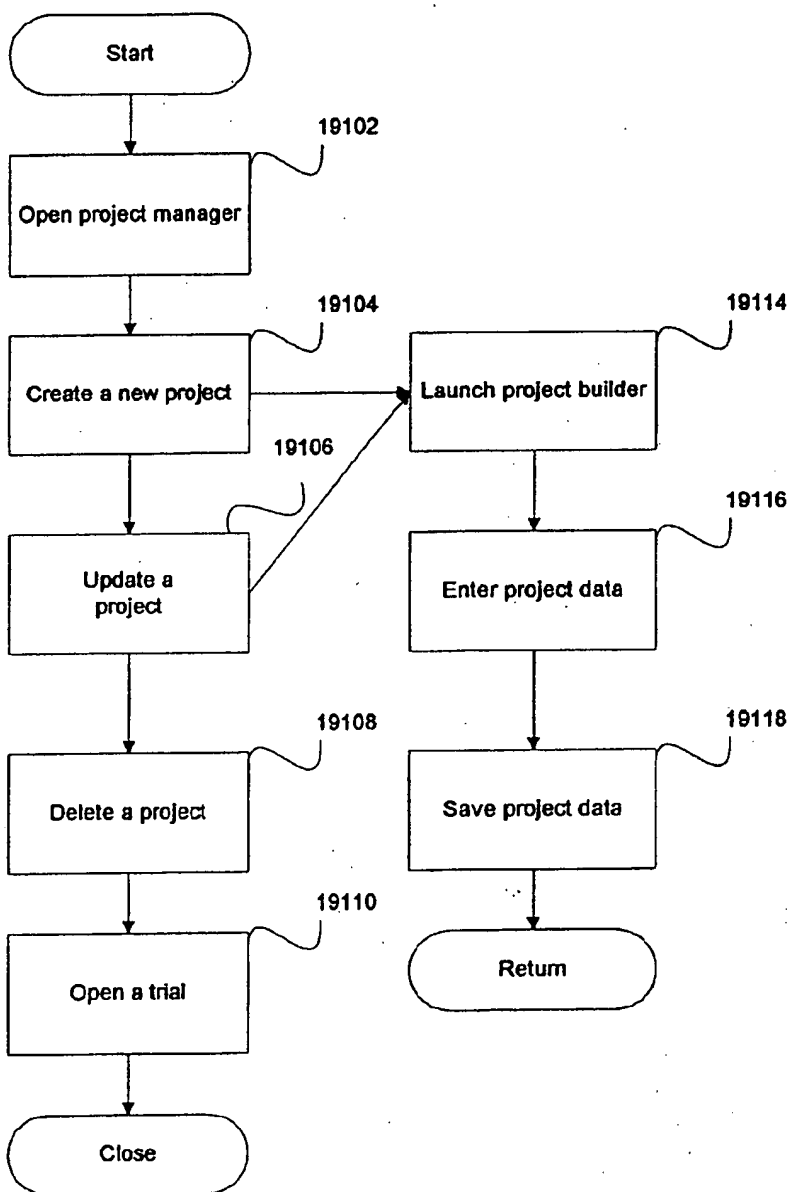 Start
19102
Open project manager
19104
Create a new project
19106
Update a
project
19108
Delete a project
19110
Open a trial
Close
19114
Launch project builder
19116
Enter project data
19118
Save project data
Return